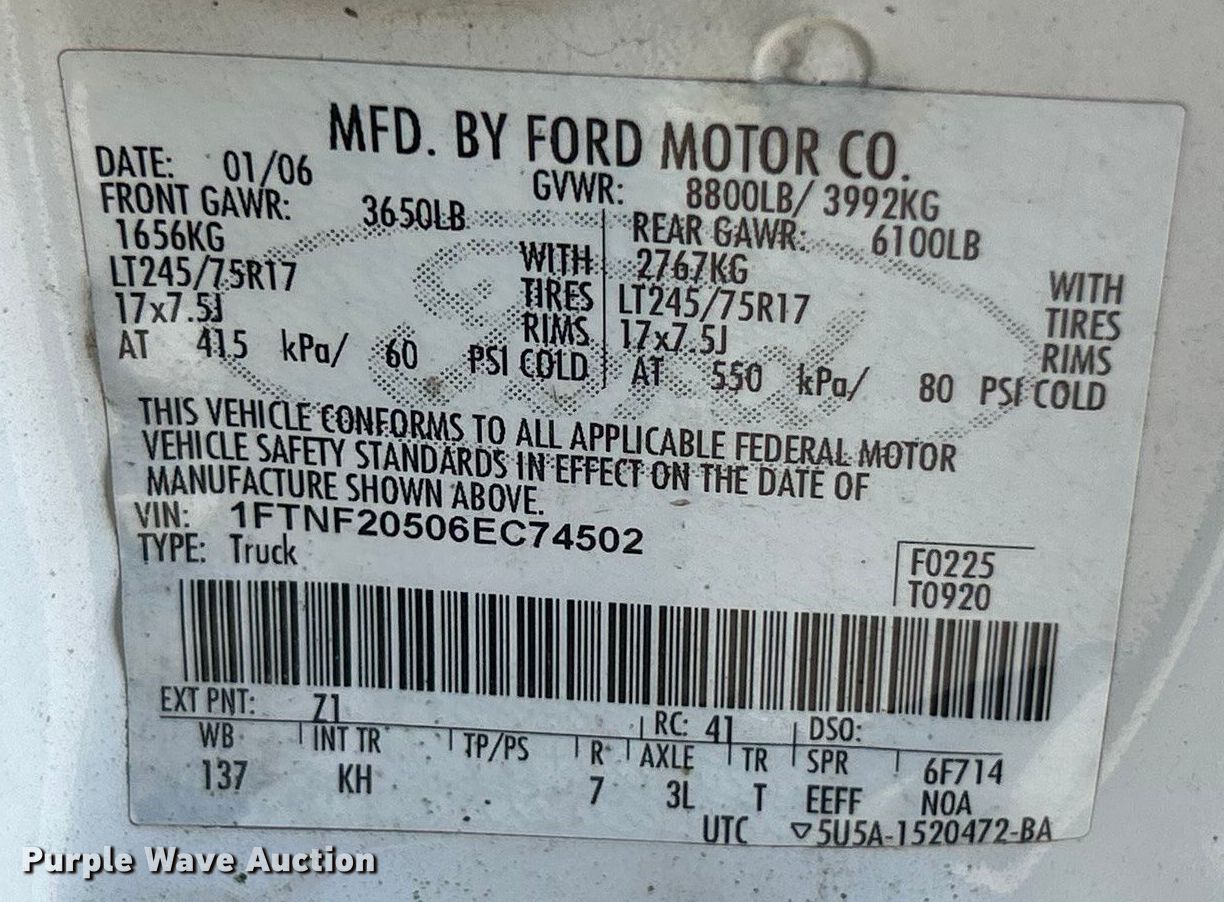 MFD. BY FORD MOTOR CO.
DATE: 01/06 GVWR: 8800LB/ 3992KG
FRONT GAWR: 3650LB REAR GAWR: 6100LB
1656KG WITH 2767KG WITH
LT245/75R17 TIRES LT245/75R17 TIRES
17x7.5J RIMS 17x7.5J RIMS
AT 415 kPa/ 60 PSI COLD AT 550 kPa/ 80 PSI COLD
THIS VEHICLE CONFORMS TO ALL APPLICABLE FEDERAL MOTOR
VEHICLE SAFETY STANDARDS IN EFFECT ON THE DATE OF
MANUFACTURE SHOWN ABOVE.
VIN: 1FTNF20506EC74502
TYPE: Truck
F0225
T0920
EXT PNT: Z1 RC: 41 DSO:
WB INT TR TP/PS R AXLE TR SPR 6F714
137 KH 7 3L T EEFF NOA
UTC ▽5U5A-1520472-BA
Purple Wave Auction